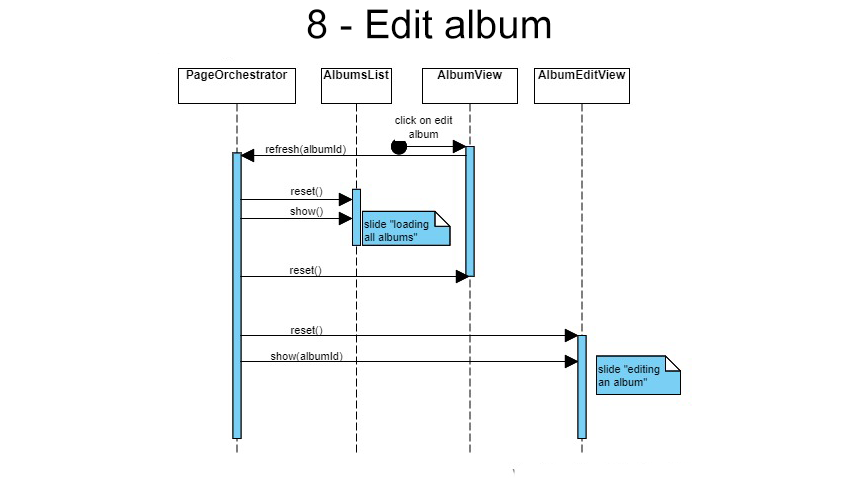 8 - Edit album
PageOrchestrator
AlbumsList
AlbumView
AlbumEditView
click on edit
album
refresh(albumId)
reset()
show()
slide "loading
all albums"
reset()
reset()
show(albumId)
slide "editing
an album"